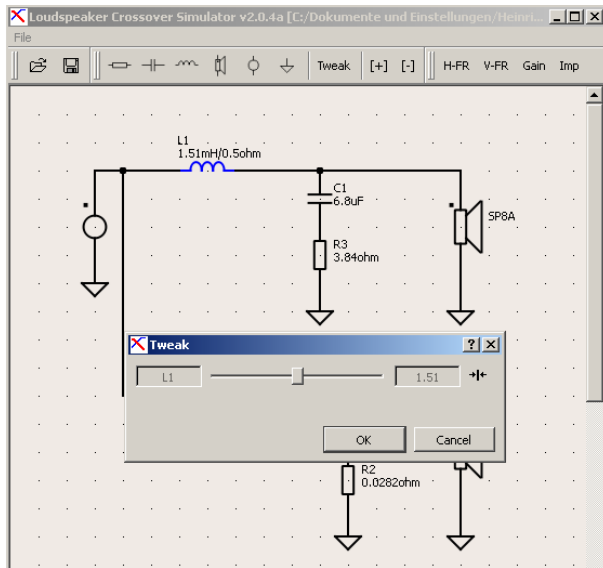 Loudspeaker Crossover Simulator v2.0.4a [C:/Dokumente und Einstellungen/Heinri...
File
Tweak [+] [-] H-FR V-FR Gain Imp
L1
1.51mH/0.5ohm
C1
6.8uF
SP8A
R3
3.84ohm
Tweak
L1 1.51
OK Cancel
R2
0.0282ohm